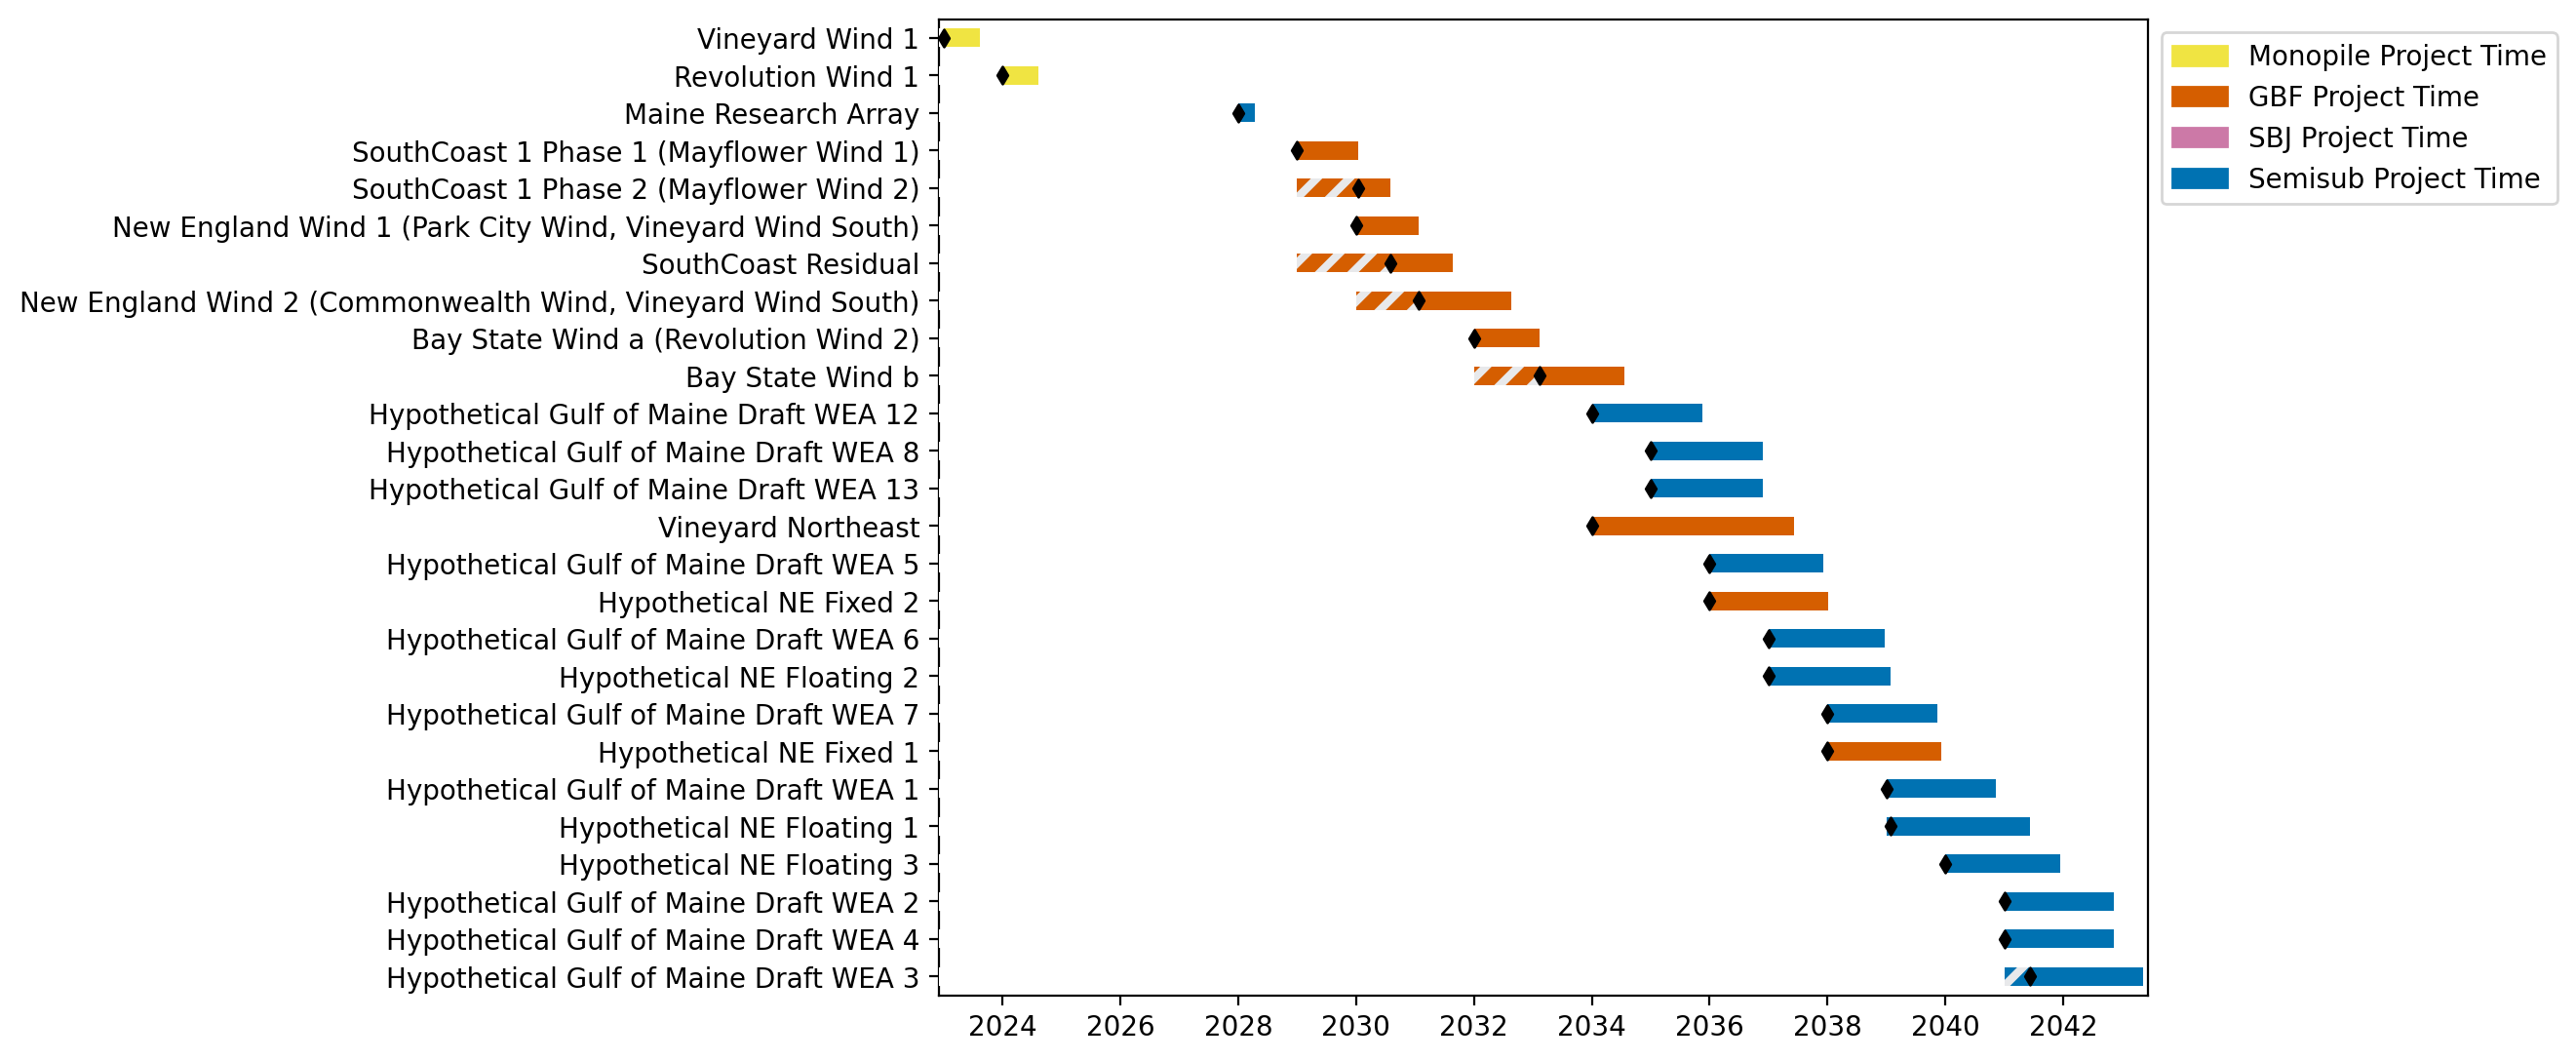 Vineyard Wind 1
Revolution Wind 1
Maine Research Array
SouthCoast 1 Phase 1 (Mayflower Wind 1)
SouthCoast 1 Phase 2 (Mayflower Wind 2)
New England Wind 1 (Park City Wind, Vineyard Wind South)
SouthCoast Residual
New England Wind 2 (Commonwealth Wind, Vineyard Wind South)
Bay State Wind a (Revolution Wind 2)
Bay State Wind b
Hypothetical Gulf of Maine Draft WEA 12
Hypothetical Gulf of Maine Draft WEA 8
Hypothetical Gulf of Maine Draft WEA 13
Vineyard Northeast
Hypothetical Gulf of Maine Draft WEA 5
Hypothetical NE Fixed 2
Hypothetical Gulf of Maine Draft WEA 6
Hypothetical NE Floating 2
Hypothetical Gulf of Maine Draft WEA 7
Hypothetical NE Fixed 1
Hypothetical Gulf of Maine Draft WEA 1
Hypothetical NE Floating 1
Hypothetical NE Floating 3
Hypothetical Gulf of Maine Draft WEA 2
Hypothetical Gulf of Maine Draft WEA 4
Hypothetical Gulf of Maine Draft WEA 3
2024 2026 2028 2030 2032 2034 2036 2038 2040 2042
Monopile Project Time
GBF Project Time
SBJ Project Time
Semisub Project Time